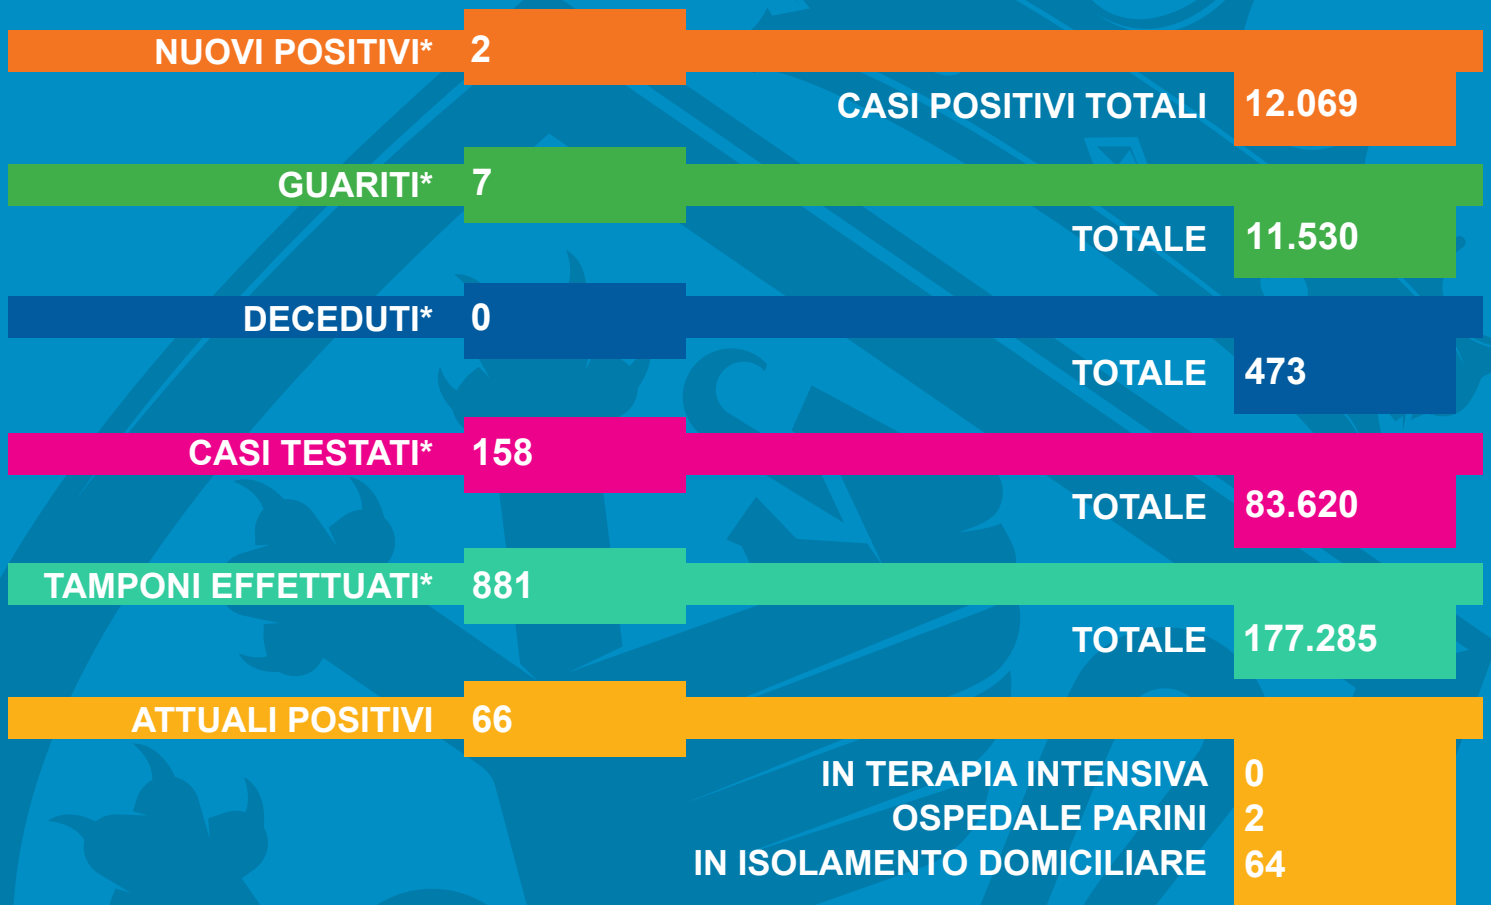 NUOVI POSITIVI* 2
CASI POSITIVI TOTALI 12.069
GUARITI* 7
TOTALE 11.530
DECEDUTI* 0
TOTALE 473
CASI TESTATI* 158
TOTALE 83.620
TAMPONI EFFETTUATI* 881
TOTALE 177.285
ATTUALI POSITIVI 66
IN TERAPIA INTENSIVA 0
OSPEDALE PARINI 2
IN ISOLAMENTO DOMICILIARE 64